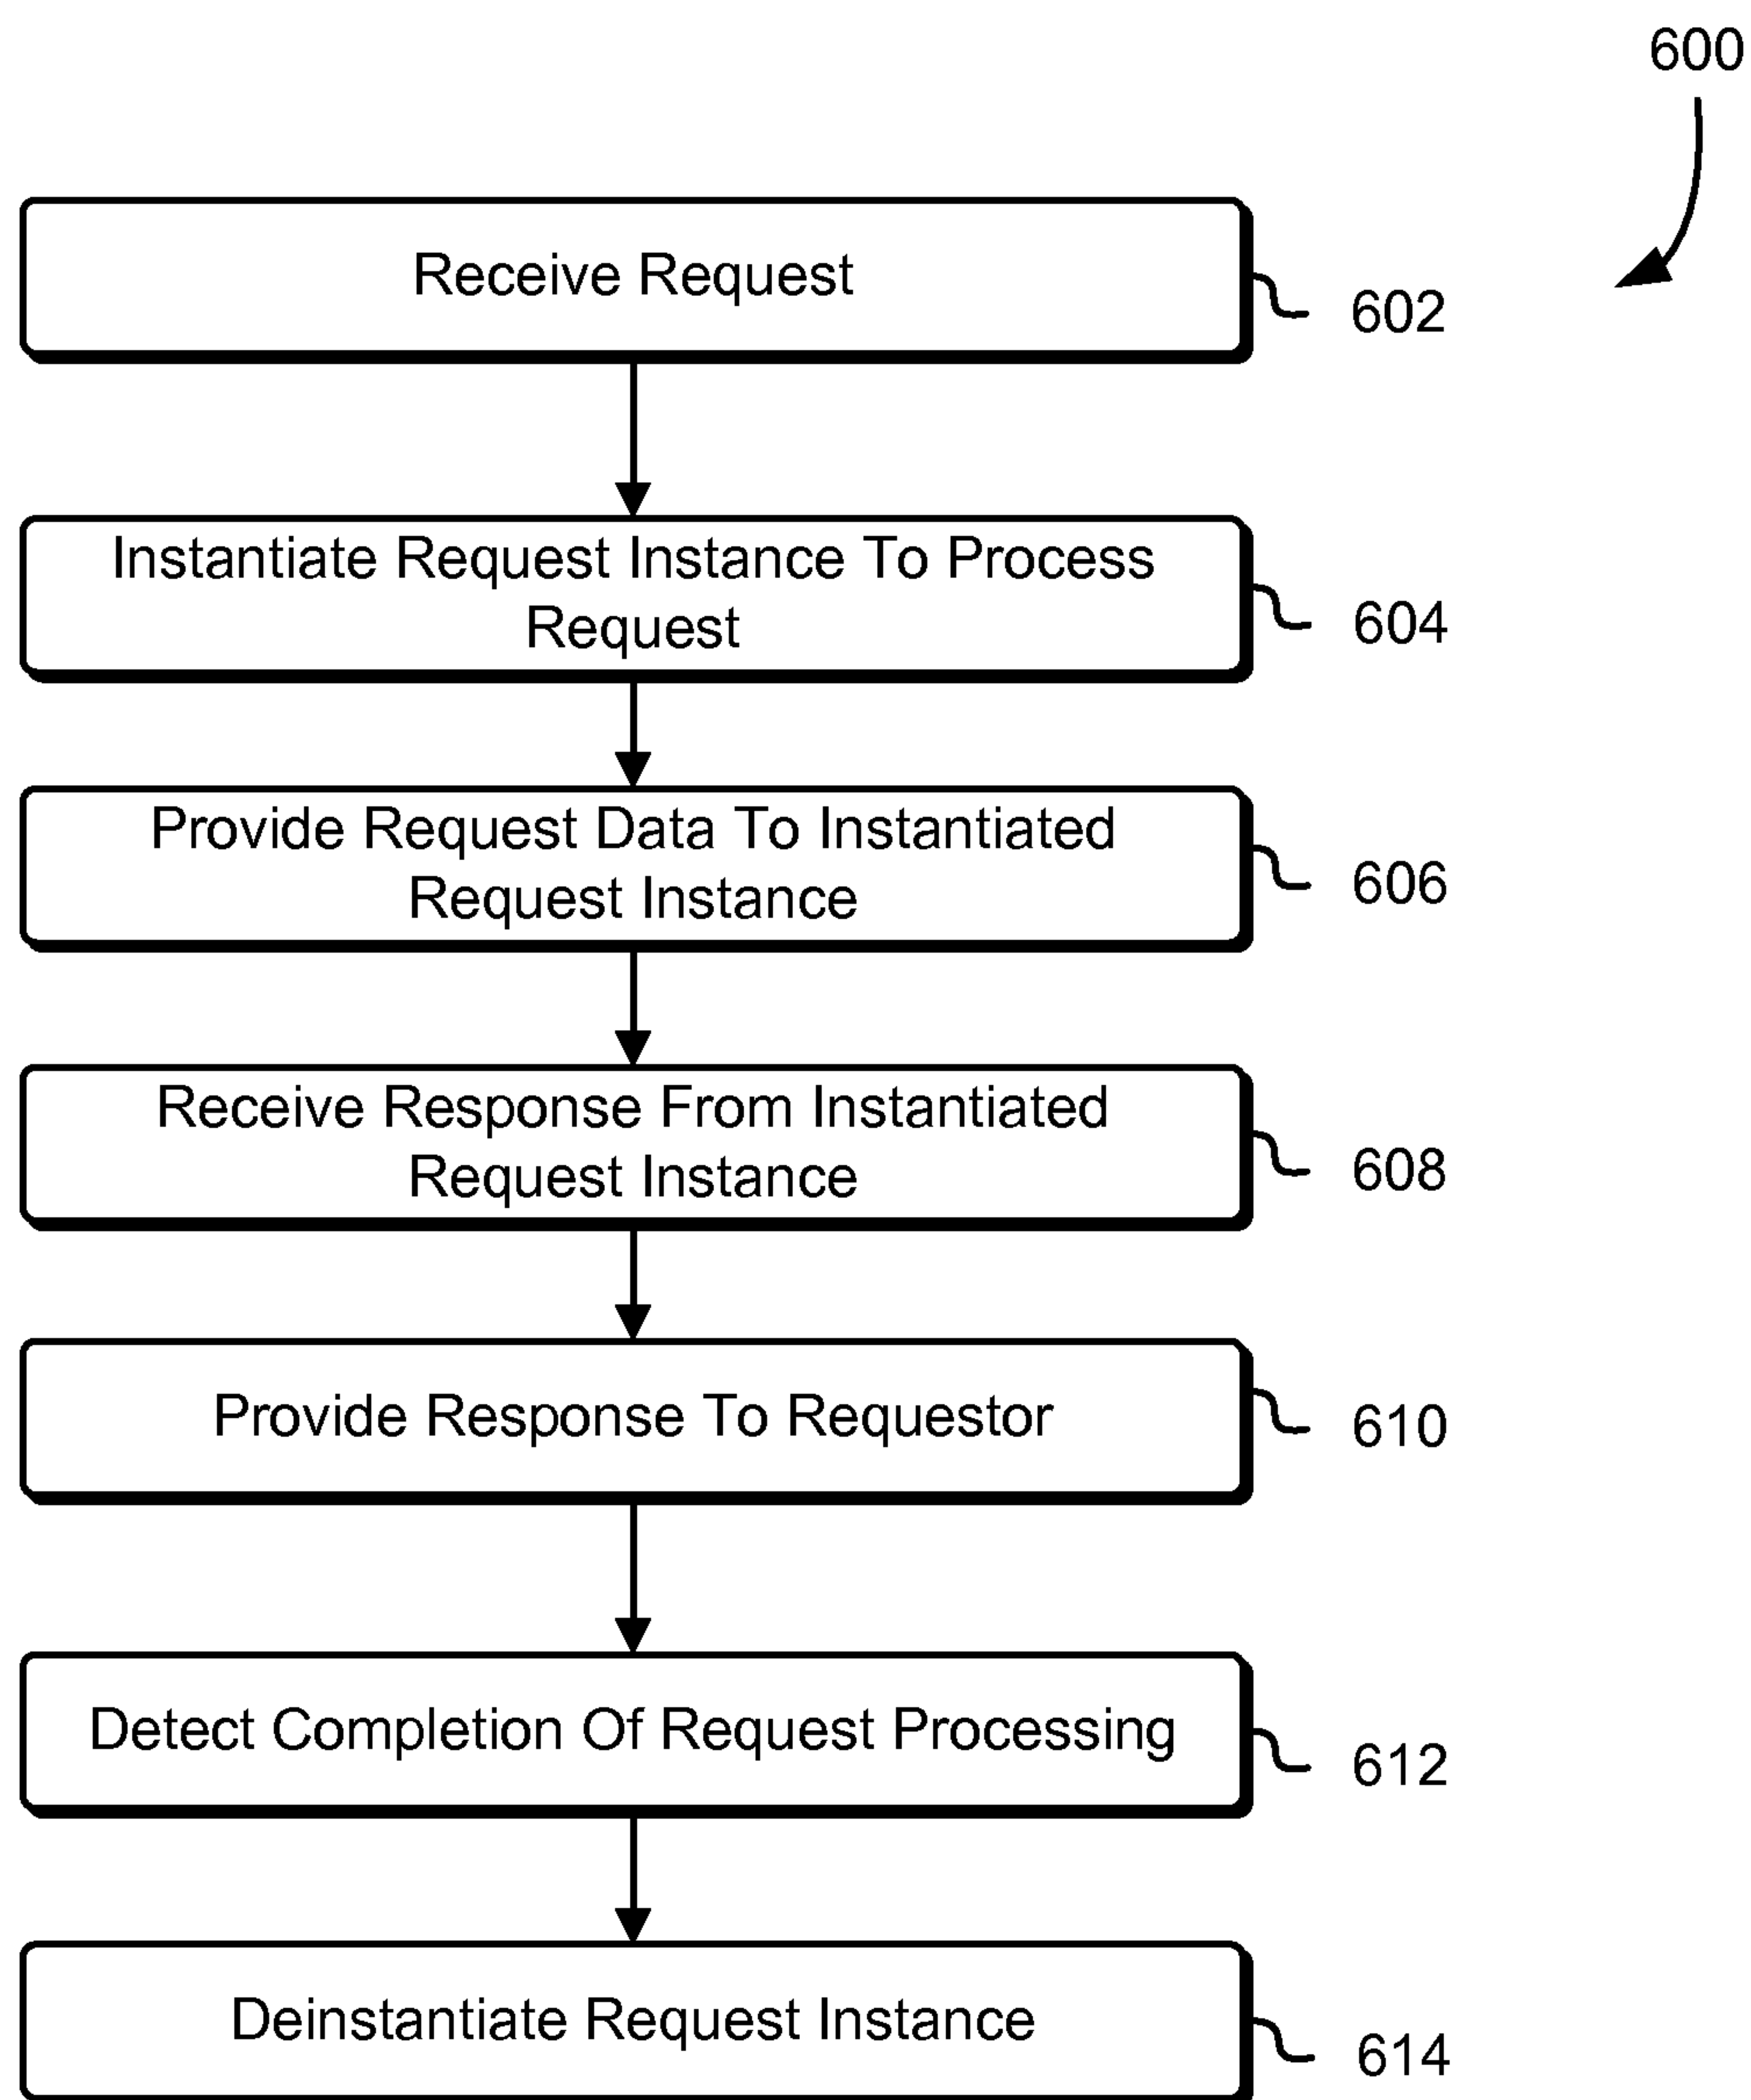 600
Receive Request
602
Instantiate Request Instance To Process
Request
604
Provide Request Data To Instantiated
Request Instance
606
Receive Response From Instantiated
Request Instance
608
Provide Response To Requestor
610
Detect Completion Of Request Processing
612
Deinstantiate Request Instance
614